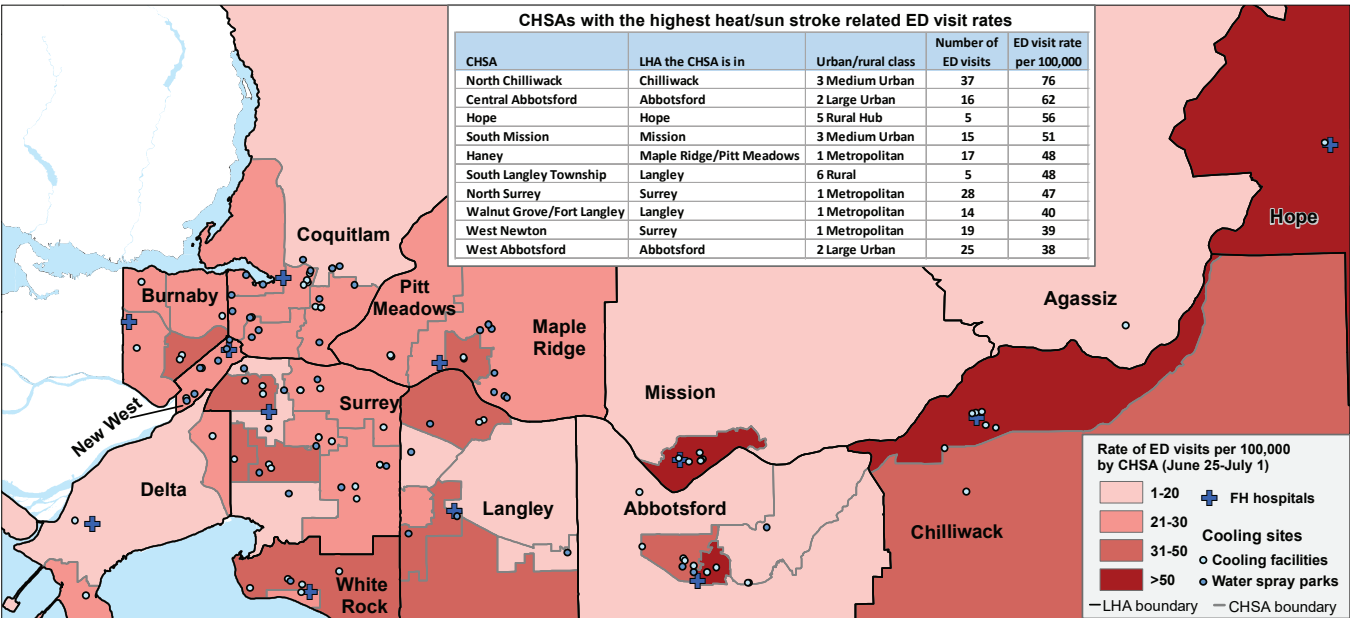 CHSAs with the highest heat/sun stroke related ED visit rates
CHSA LHA the CHSA is in Urban/rural class Number of ED visits ED visit rate per 100,000
North Chilliwack Chilliwack 3 Medium Urban 37 76
Central Abbotsford Abbotsford 2 Large Urban 16 62
Hope Hope 5 Rural Hub 5 56
South Mission Mission 3 Medium Urban 15 51
Haney Maple Ridge/Pitt Meadows 1 Metropolitan 17 48
South Langley Township Langley 6 Rural 5 48
North Surrey Surrey 1 Metropolitan 28 47
Walnut Grove/Fort Langley Langley 1 Metropolitan 14 40
West Newton Surrey 1 Metropolitan 19 39
West Abbotsford Abbotsford 2 Large Urban 25 38
Hope
Coquitlam
Burnaby
Pitt
Meadows
Agassiz
Maple
Ridge
Mission
Surrey
New West
Delta
Langley
Abbotsford
Chilliwack
White
Rock
Rate of ED visits per 100,000
by CHSA (June 25-July 1)
1-20
21-30
31-50
>50
FH hospitals
Cooling sites
Cooling facilities
Water spray parks
LHA boundary
CHSA boundary